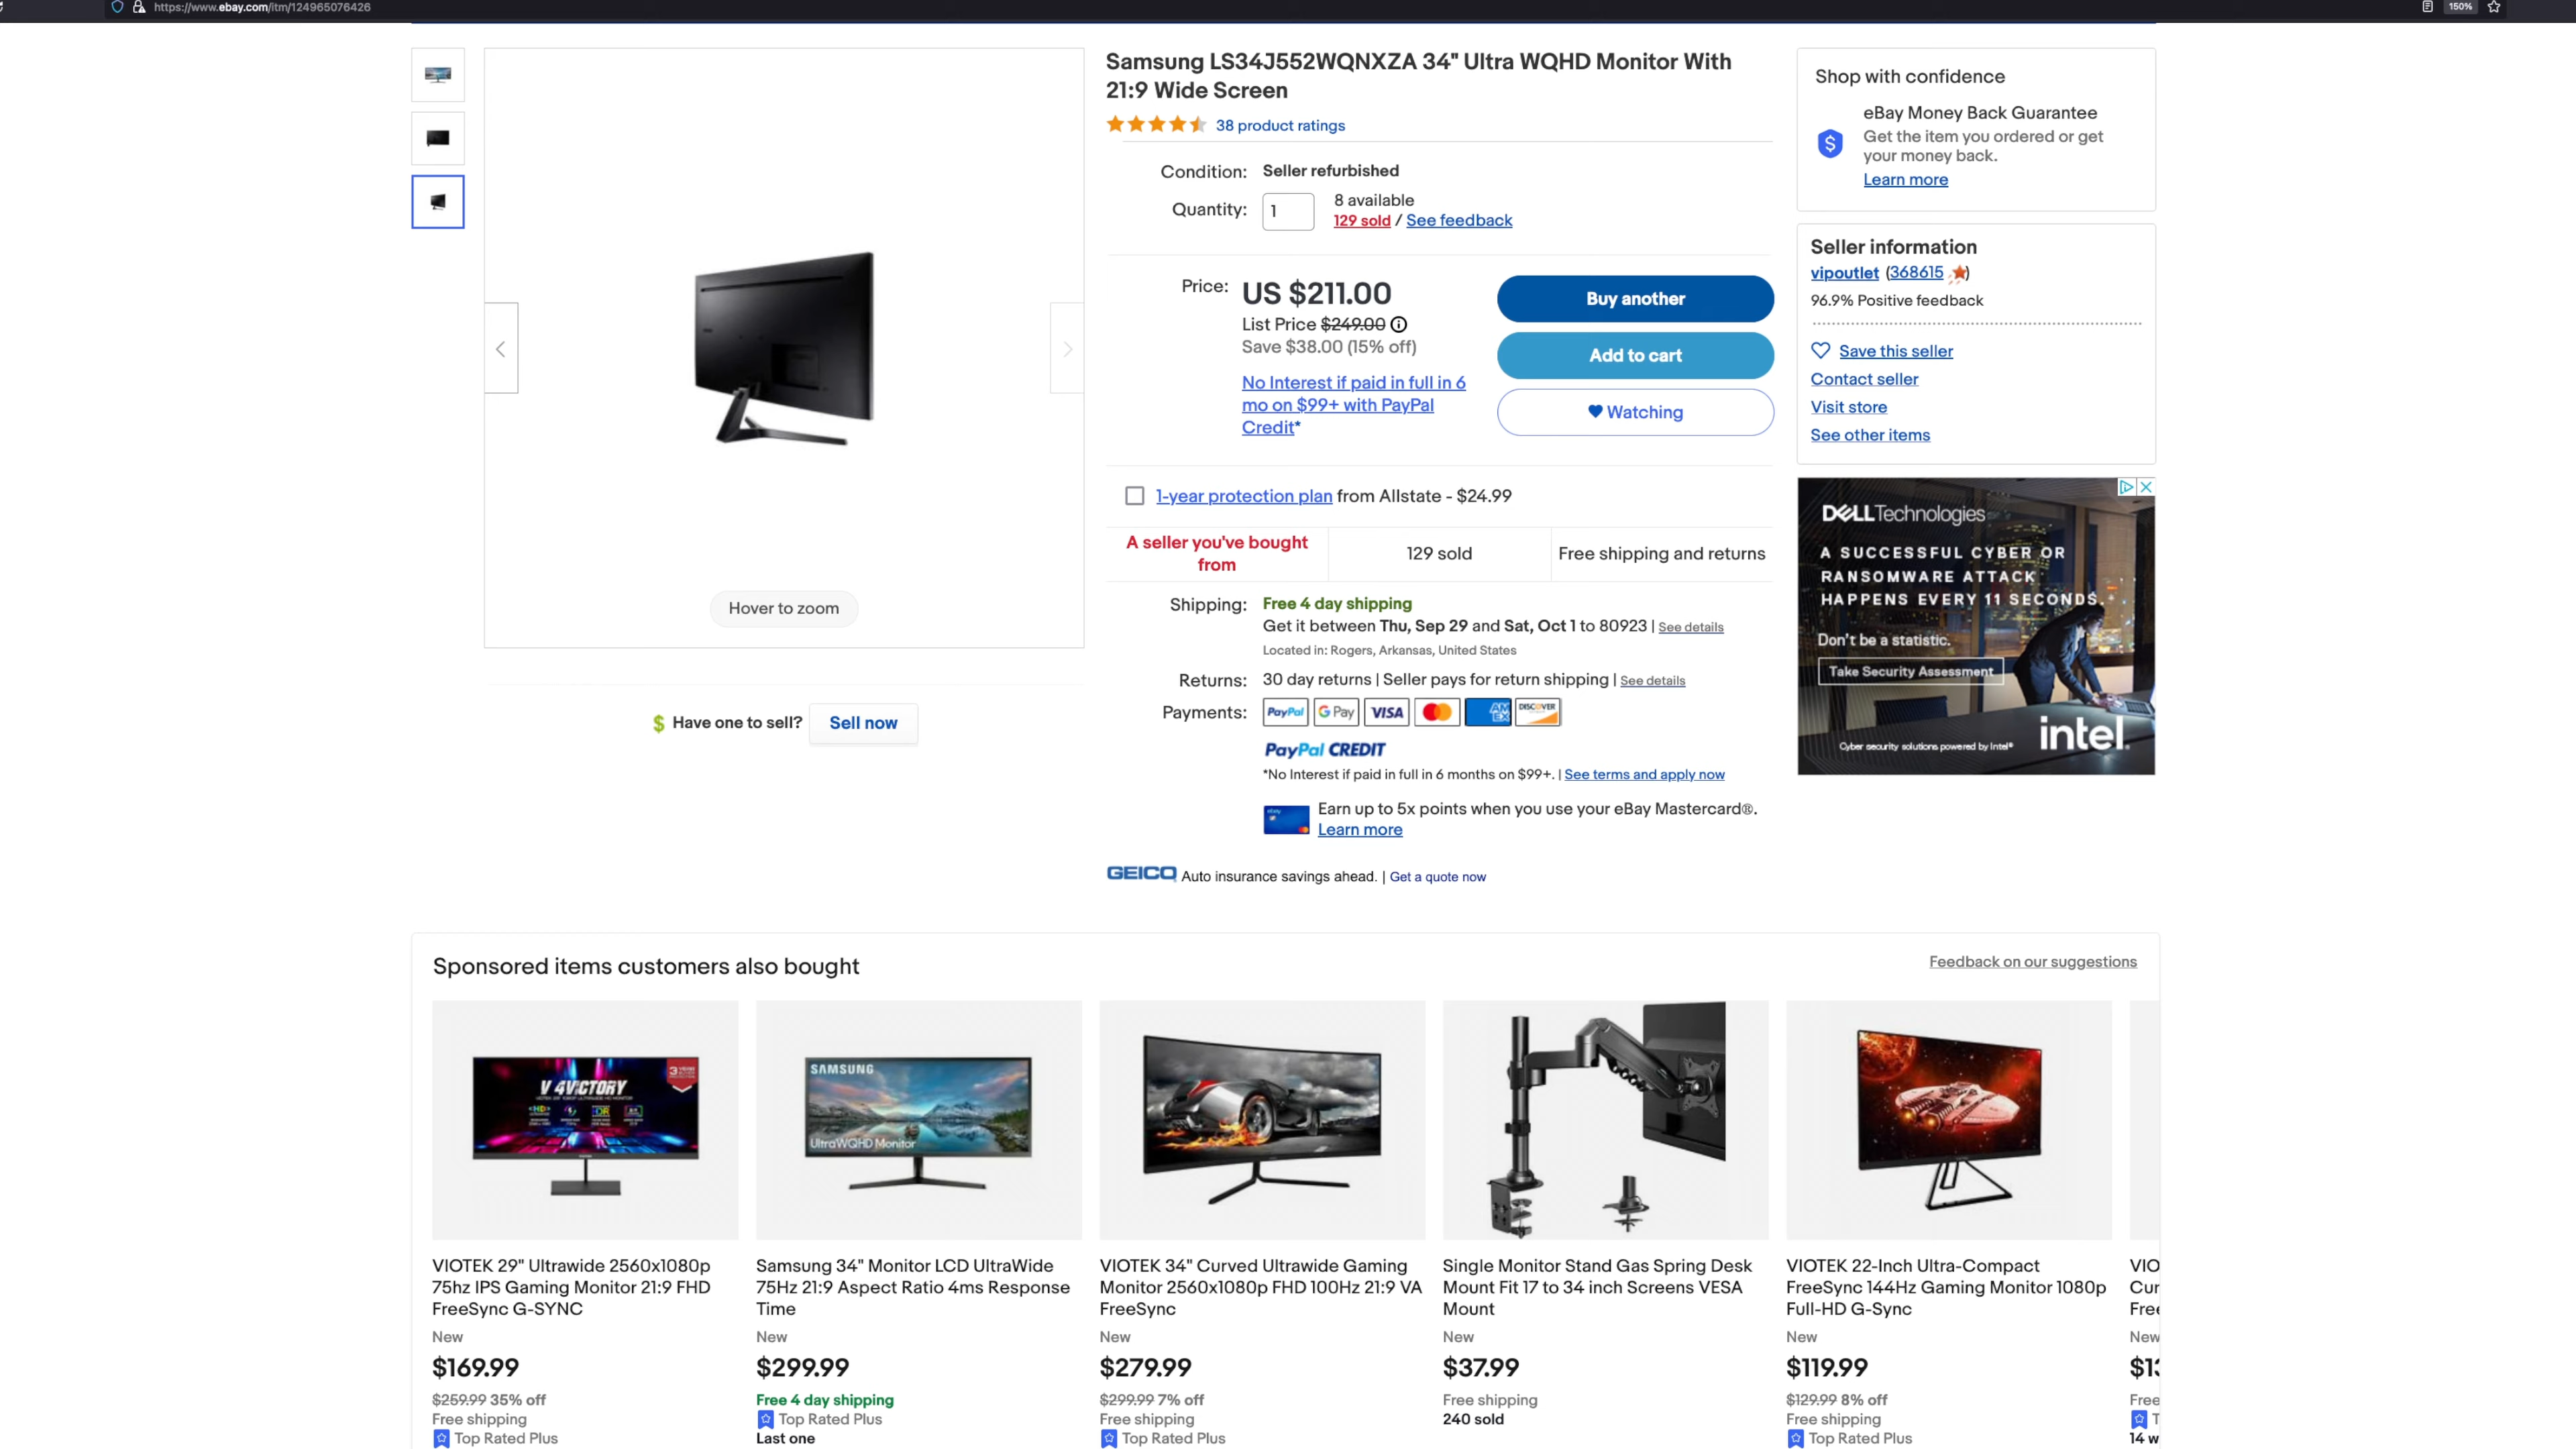 https://www.ebay.com/itm/124965076426
150%
Samsung LS34J552WQNXZA 34" Ultra WQHD Monitor With
21:9 Wide Screen
38 product ratings
Condition: Seller refurbished
Quantity: 1
8 available
129 sold / See feedback
Price: US $211.00
List Price $249.00
Save $38.00 (15% off)
No Interest if paid in full in 6
mo on $99+ with PayPal
Credit*
Buy another
Add to cart
Watching
1-year protection plan from Allstate - $24.99
A seller you've bought
from
129 sold
Free shipping and returns
Shipping: Free 4 day shipping
Get it between Thu, Sep 29 and Sat, Oct 1 to 80923 | See details
Located in: Rogers, Arkansas, United States
Returns: 30 day returns | Seller pays for return shipping | See details
Payments: PayPal G Pay VISA AM EX DISCOVER
PayPal CREDIT
*No Interest if paid in full in 6 months on $99+. | See terms and apply now
ebay
Earn up to 5x points when you use your eBay Mastercard®.
Learn more
GEICO Auto insurance savings ahead. | Get a quote now
Hover to zoom
Have one to sell? Sell now
Shop with confidence
eBay Money Back Guarantee
Get the item you ordered or get
your money back.
Learn more
Seller information
vipoutlet (368615)
96.9% Positive feedback
Save this seller
Contact seller
Visit store
See other items
DELL Technologies
A SUCCESSFUL CYBER OR
RANSOMWARE ATTACK
HAPPENS EVERY 11 SECONDS.
Don't be a statistic.
Take Security Assessment
Cyber security solutions powered by Intel®
intel.
Sponsored items customers also bought
Feedback on our suggestions
V 4VICTORY
HDR
3
VIOTEK 29" Ultrawide 2560x1080p
75hz IPS Gaming Monitor 21:9 FHD
FreeSync G-SYNC
New
$169.99
$259.99 35% off
Free shipping
Top Rated Plus
SAMSUNG
UltraWQHD Monitor
Samsung 34" Monitor LCD UltraWide
75Hz 21:9 Aspect Ratio 4ms Response
Time
New
$299.99
Free 4 day shipping
Top Rated Plus
Last one
VIOTEK 34" Curved Ultrawide Gaming
Monitor 2560x1080p FHD 100Hz 21:9 VA
FreeSync
New
$279.99
$299.99 7% off
Free shipping
Top Rated Plus
Single Monitor Stand Gas Spring Desk
Mount Fit 17 to 34 inch Screens VESA
Mount
New
$37.99
Free shipping
240 sold
VIOTEK 22-Inch Ultra-Compact
FreeSync 144Hz Gaming Monitor 1080p
Full-HD G-Sync
New
$119.99
$129.99 8% off
Free shipping
Top Rated Plus
VIO
Cur
Free
New
$13
Free
T
14 w